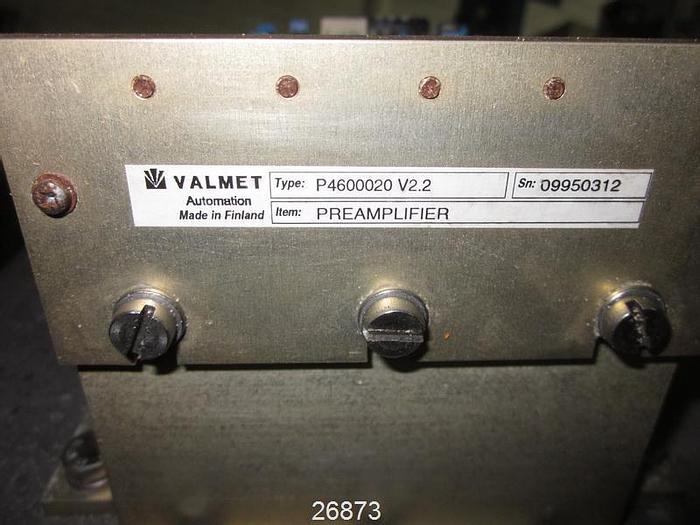 VALMET Type: P4600020 V2.2 Sn: 09950312
Automation
Made in Finland Item: PREAMPLIFIER
26873